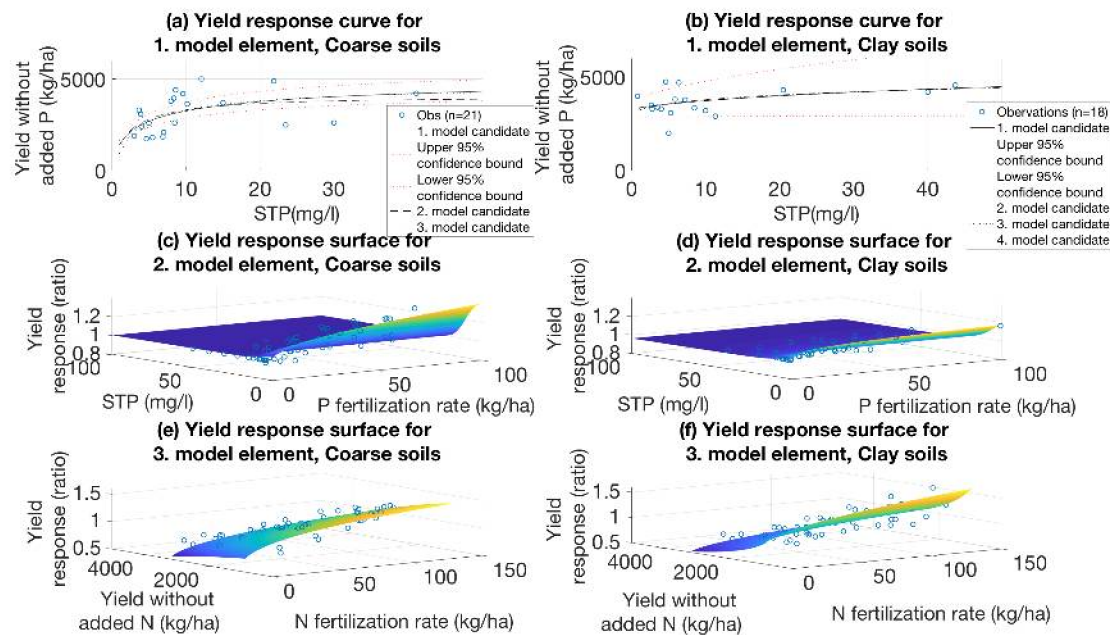 (a) Yield response curve for
1. model element, Coarse soils
Yield without
added P (kg/ha)
5000
0
0
10
20
30
STP(mg/l)
Obs (n=21)
1. model candidate
Upper 95%
confidence bound
Lower 95%
confidence bound
2. model candidate
3. model candidate
(b) Yield response curve for
1. model element, Clay soils
Yield without
added P (kg/ha)
5000
0
0
10
20
30
40
STP(mg/l)
Obervations (n=18)
1. model candidate
Upper 95%
confidence bound
Lower 95%
confidence bound
2. model candidate
3. model candidate
4. model candidate
(c) Yield response surface for
2. model element, Coarse soils
Yield
response (ratio)
1.2
1
0.8
100
50
0
STP (mg/l)
0
50
100
P fertilization rate (kg/ha)
(d) Yield response surface for
2. model element, Clay soils
Yield
response (ratio)
1.2
1
0.8
100
50
0
STP (mg/l)
0
50
100
P fertilization rate (kg/ha)
(e) Yield response surface for
3. model element, Coarse soils
Yield
response (ratio)
1.5
1
0.5
4000
2000
Yield without
added N (kg/ha)
0
50
100
150
N fertilization rate (kg/ha)
(f) Yield response surface for
3. model element, Clay soils
Yield
response (ratio)
1.5
1
0.5
4000
2000
Yield without
added N (kg/ha)
0
50
100
150
N fertilization rate (kg/ha)